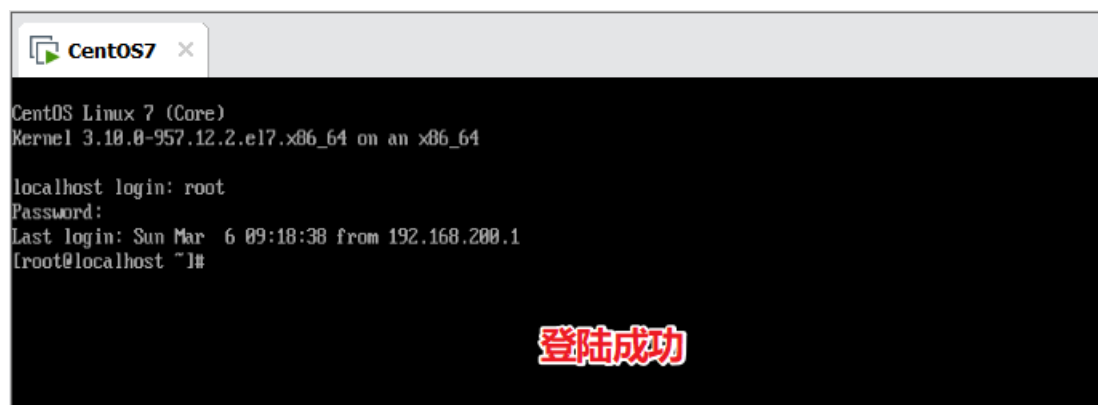 CentOS7
CentOS Linux 7 (Core)
Kernel 3.10.0-957.12.2.el7.x86_64 on an x86_64
localhost login: root
Password:
Last login: Sun Mar  6 09:18:38 from 192.168.200.1
[root@localhost ~]#
登陆成功